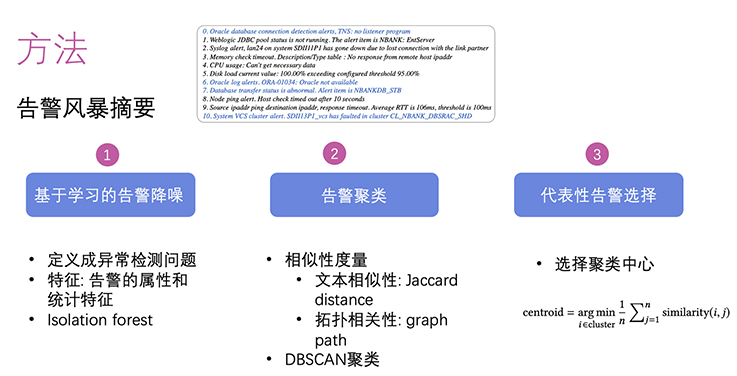 方法
告警风暴摘要
0. Oracle database connection detection alerts, TNS: no listener program
1. Weblogic JDBC pool status is not running. The alert item is NBANK: EntServer
2. Syslog alert, lan24 on system SDII11P1 has gone down due to lost connection with the link partner
3. Memory check timeout. Description/Type table : No response from remote host ipaddr
4. CPU usage: Can't get necessary data
5. Disk load current value: 100.00% exceeding configured threshold 95.00%
6. Oracle log alerts. ORA-01034: Oracle not available
7. Database transfer status is abnormal. Alert item is NBANKDB_STB
8. Node ping alert. Host check timed out after 10 seconds
9. Source ipaddr ping destination ipaddr, response timeout. Average RTT is 106ms, threshold is 100ms
10. System VCS cluster alert. SDII13P1_vcs has faulted in cluster CL_NBANK_DBSRAC_SHD
1
基于学习的告警降噪
• 定义成异常检测问题
• 特征: 告警的属性和
统计特征
• Isolation forest
2
告警聚类
• 相似性度量
• 文本相似性: Jaccard
distance
• 拓扑相关性: graph
path
• DBSCAN聚类
3
代表性告警选择
• 选择聚类中心
centroid = arg min_{i∈cluster} 1/n ∑_{j=1}^{n} similarity(i, j)